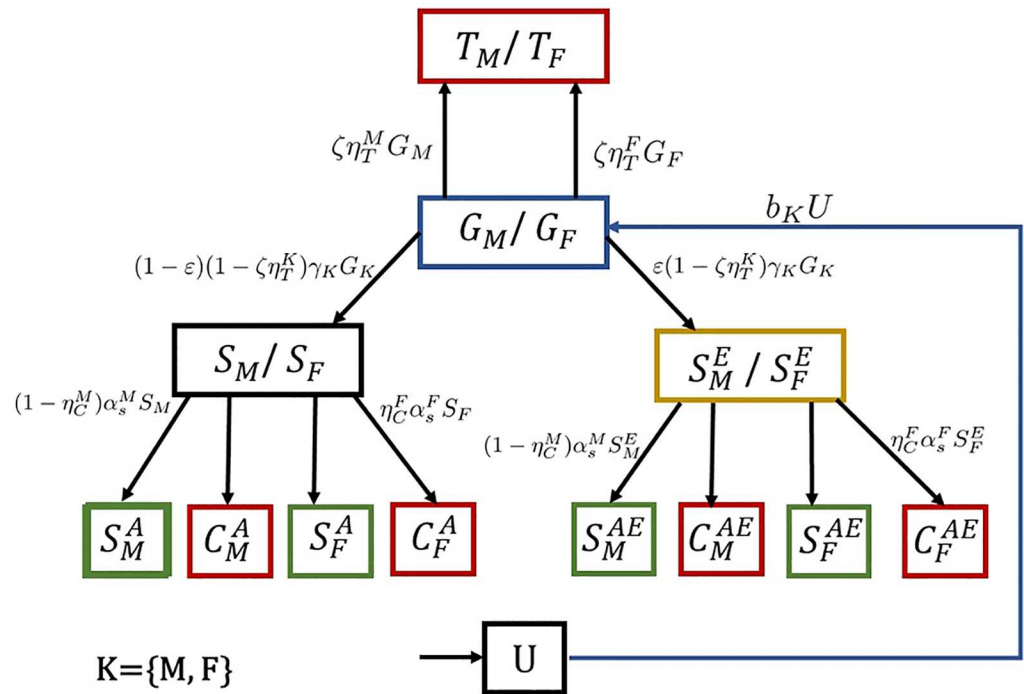 T_M / T_F
ζη_T^M G_M
ζη_T^F G_F
b_K U
G_M / G_F
(1 − ε)(1 − ζη_T^K)γ_K G_K
ε(1 − ζη_T^K)γ_K G_K
S_M / S_F
S_M^E / S_F^E
(1 − η_C^M)α_s^M S_M
η_C^F α_s^F S_F
(1 − η_C^M)α_s^M S_M^E
η_C^F α_s^F S_F^E
S_M^A
C_M^A
S_F^A
C_F^A
S_M^{AE}
C_M^{AE}
S_F^{AE}
C_F^{AE}
K={M, F}
U